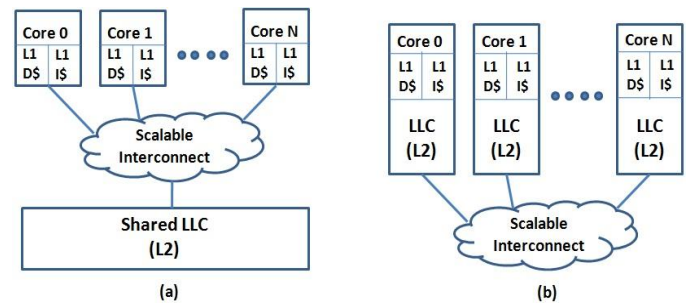 Core 0
L1 D$
L1 I$
Core 1
L1 D$
L1 I$
Core N
L1 D$
L1 I$
Scalable
Interconnect
Shared LLC
(L2)
(a)
Core 0
L1 D$
L1 I$
LLC
(L2)
Core 1
L1 D$
L1 I$
LLC
(L2)
Core N
L1 D$
L1 I$
LLC
(L2)
Scalable
Interconnect
(b)